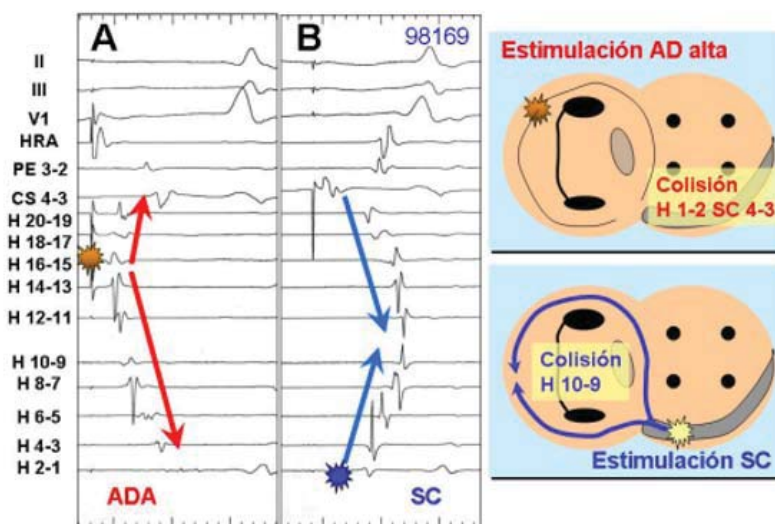 A
B
98169
II
III
V1
HRA
PE 3-2
CS 4-3
H 20-19
H 18-17
H 16-15
H 14-13
H 12-11
H 10-9
H 8-7
H 6-5
H 4-3
H 2-1
ADA
SC
Estimulación AD alta
Colisión
H 1-2 SC 4-3
Colisión
H 10-9
Estimulación SC